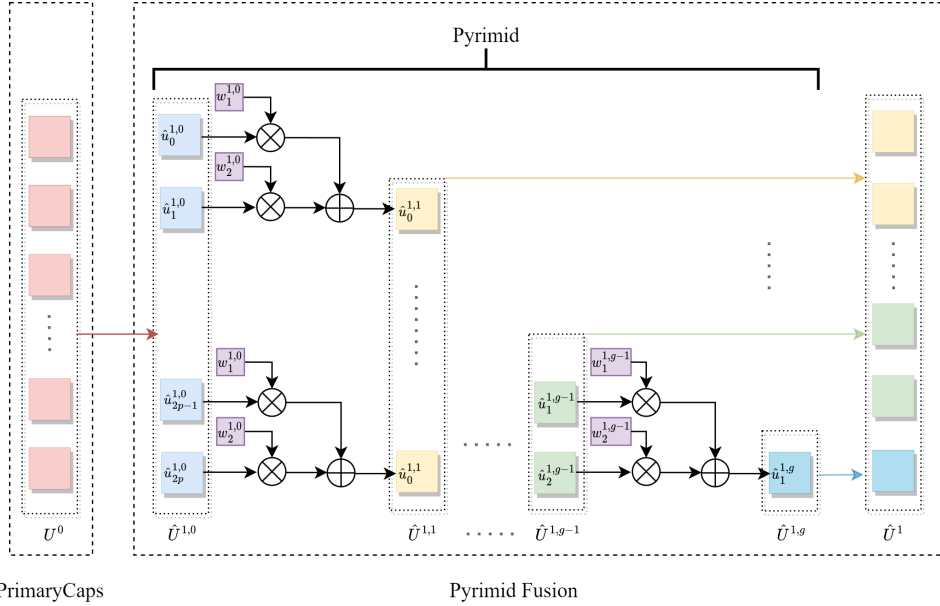 Pyrimid
w_1^{1,0}
û_0^{1,0}
w_2^{1,0}
û_1^{1,0}
û_0^{1,1}
w_1^{1,0}
w_1^{1,g-1}
û_{2p-1}^{1,0}
û_1^{1,g-1}
w_2^{1,0}
w_2^{1,g-1}
û_{2p}^{1,0}
û_0^{1,1}
û_2^{1,g-1}
û_1^{1,g}
U^0
Û^{1,0}
Û^{1,1}
Û^{1,g-1}
Û^{1,g}
Û^1
PrimaryCaps
Pyrimid Fusion